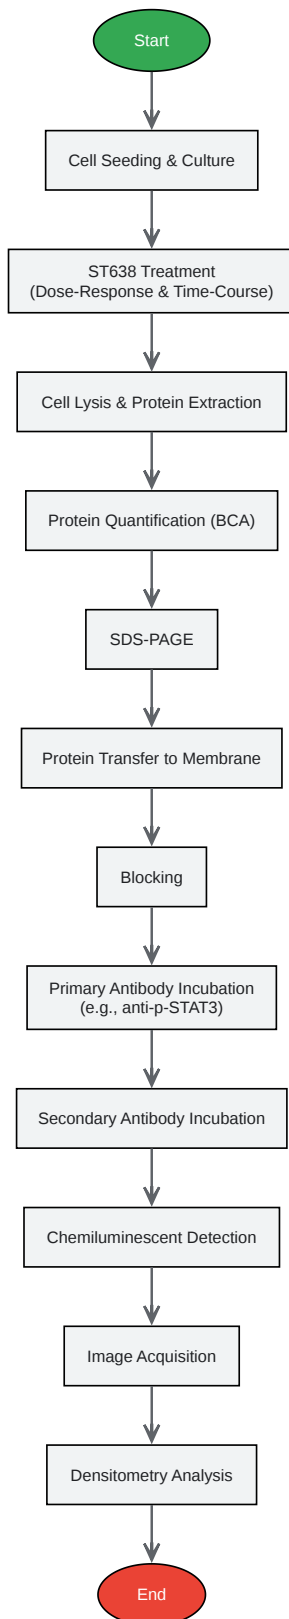 Start
Cell Seeding & Culture
ST638 Treatment
(Dose-Response & Time-Course)
Cell Lysis & Protein Extraction
Protein Quantification (BCA)
SDS-PAGE
Protein Transfer to Membrane
Blocking
Primary Antibody Incubation
(e.g., anti-p-STAT3)
Secondary Antibody Incubation
Chemiluminescent Detection
Image Acquisition
Densitometry Analysis
End